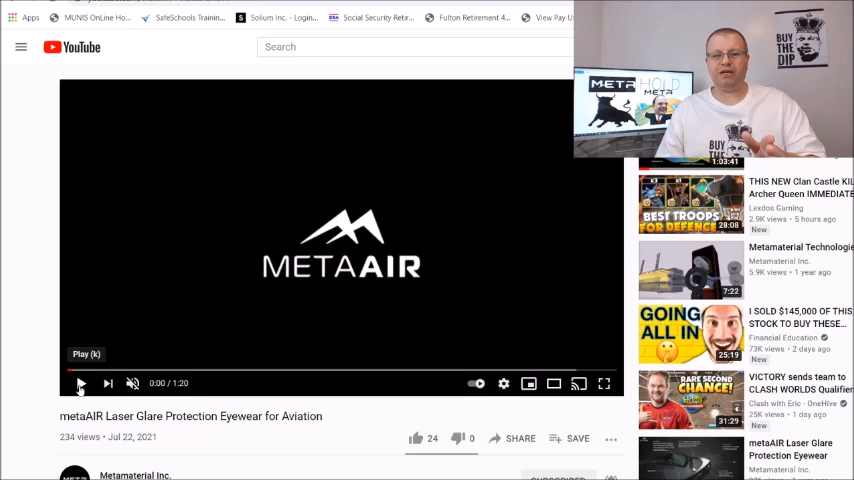 Apps
MUNIS OnLine Ho...
SafeSchools Trainin...
Solium Inc. - Login...
SSA
Social Security Retir...
Fulton Retirement 4...
View Pay
YouTube
Search
METAAIR
Play (k)
0:00 / 1:20
metaAIR Laser Glare Protection Eyewear for Aviation
234 views • Jul 22, 2021
24
0
SHARE
SAVE
META
Metamaterial Inc.
SUBSCRIBED
META HOLD
META
BUY
THE
DIP
BUY
THE
1:03:41
BEST TROOPS
FOR DEFENCE
28:08
THIS NEW Clan Castle KIL
Archer Queen IMMEDIATE
Lexdos Gaming
2.9K views • 5 hours ago
New
7:22
Metamaterial Technologie
Metamaterial Inc.
5.9K views • 1 year ago
GOING
ALL IN
25:19
I SOLD $145,000 OF THIS
STOCK TO BUY THESE...
Financial Education
73K views • 2 days ago
New
RARE SECOND
CHANCE!
31:29
VICTORY sends team to
CLASH WORLDS Qualifier
Clash with Eric - OneHive
25K views • 1 day ago
New
metaAIR Laser Glare
Protection Eyewear
Metamaterial Inc.